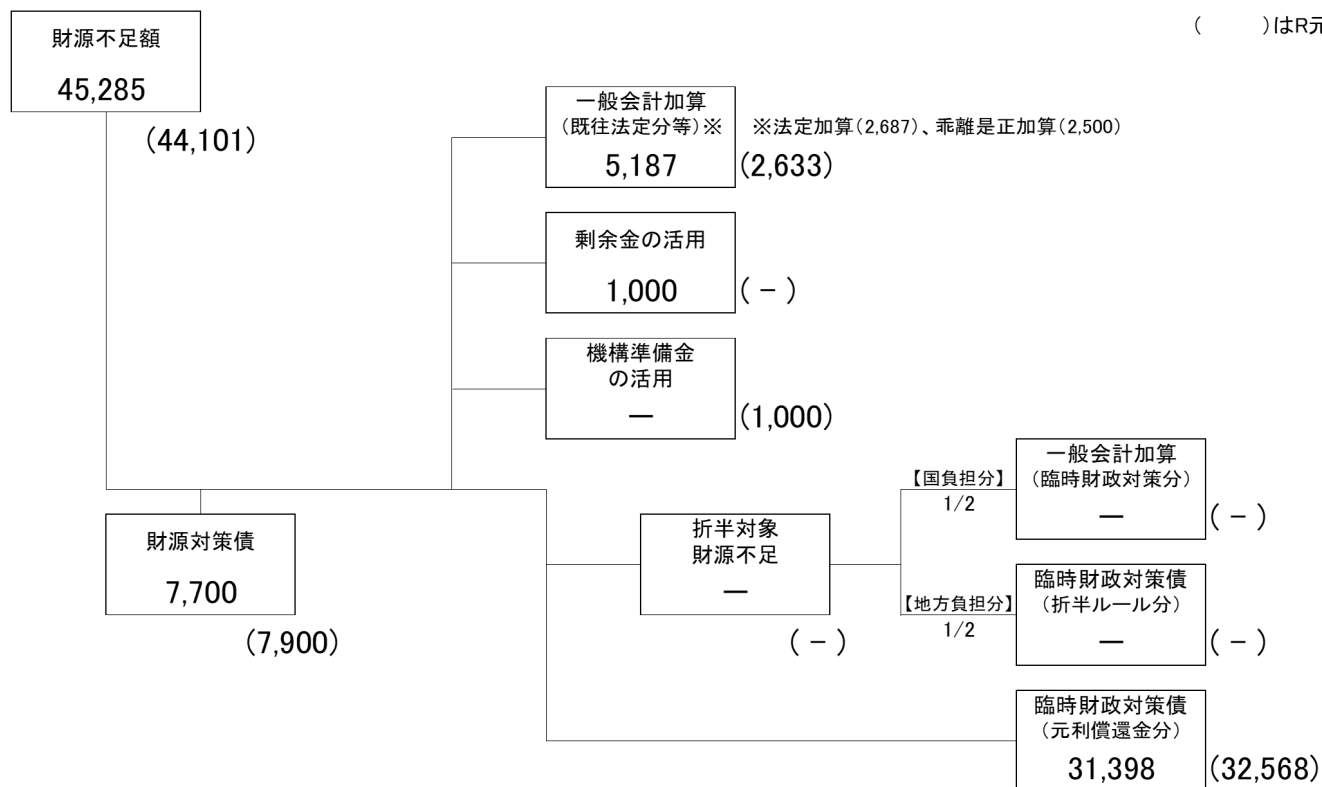 （　　）はR元
財源不足額
45,285
(44,101)
一般会計加算
（既往法定分等）※
5,187
(2,633)
※法定加算（2,687）、乖離是正加算（2,500）
剰余金の活用
1,000
(－)
機構準備金
の活用
－
(1,000)
財源対策債
7,700
(7,900)
折半対象
財源不足
－
(－)
【国負担分】
1/2
一般会計加算
（臨時財政対策分）
－
(－)
【地方負担分】
1/2
臨時財政対策債
（折半ルール分）
－
(－)
臨時財政対策債
（元利償還金分）
31,398
(32,568)